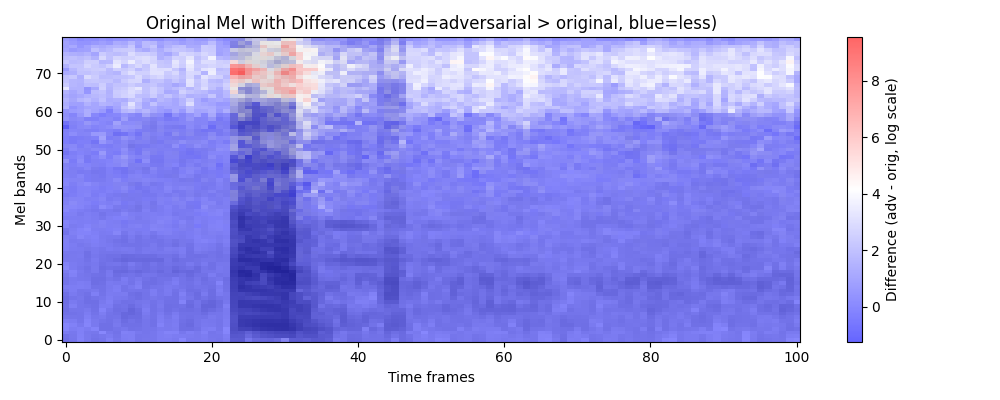 Original Mel with Differences (red=adversarial > original, blue=less)
Mel bands
70
60
50
40
30
20
10
0
0 20 40 60 80 100
Time frames
8
6
4
2
0
Difference (adv - orig, log scale)